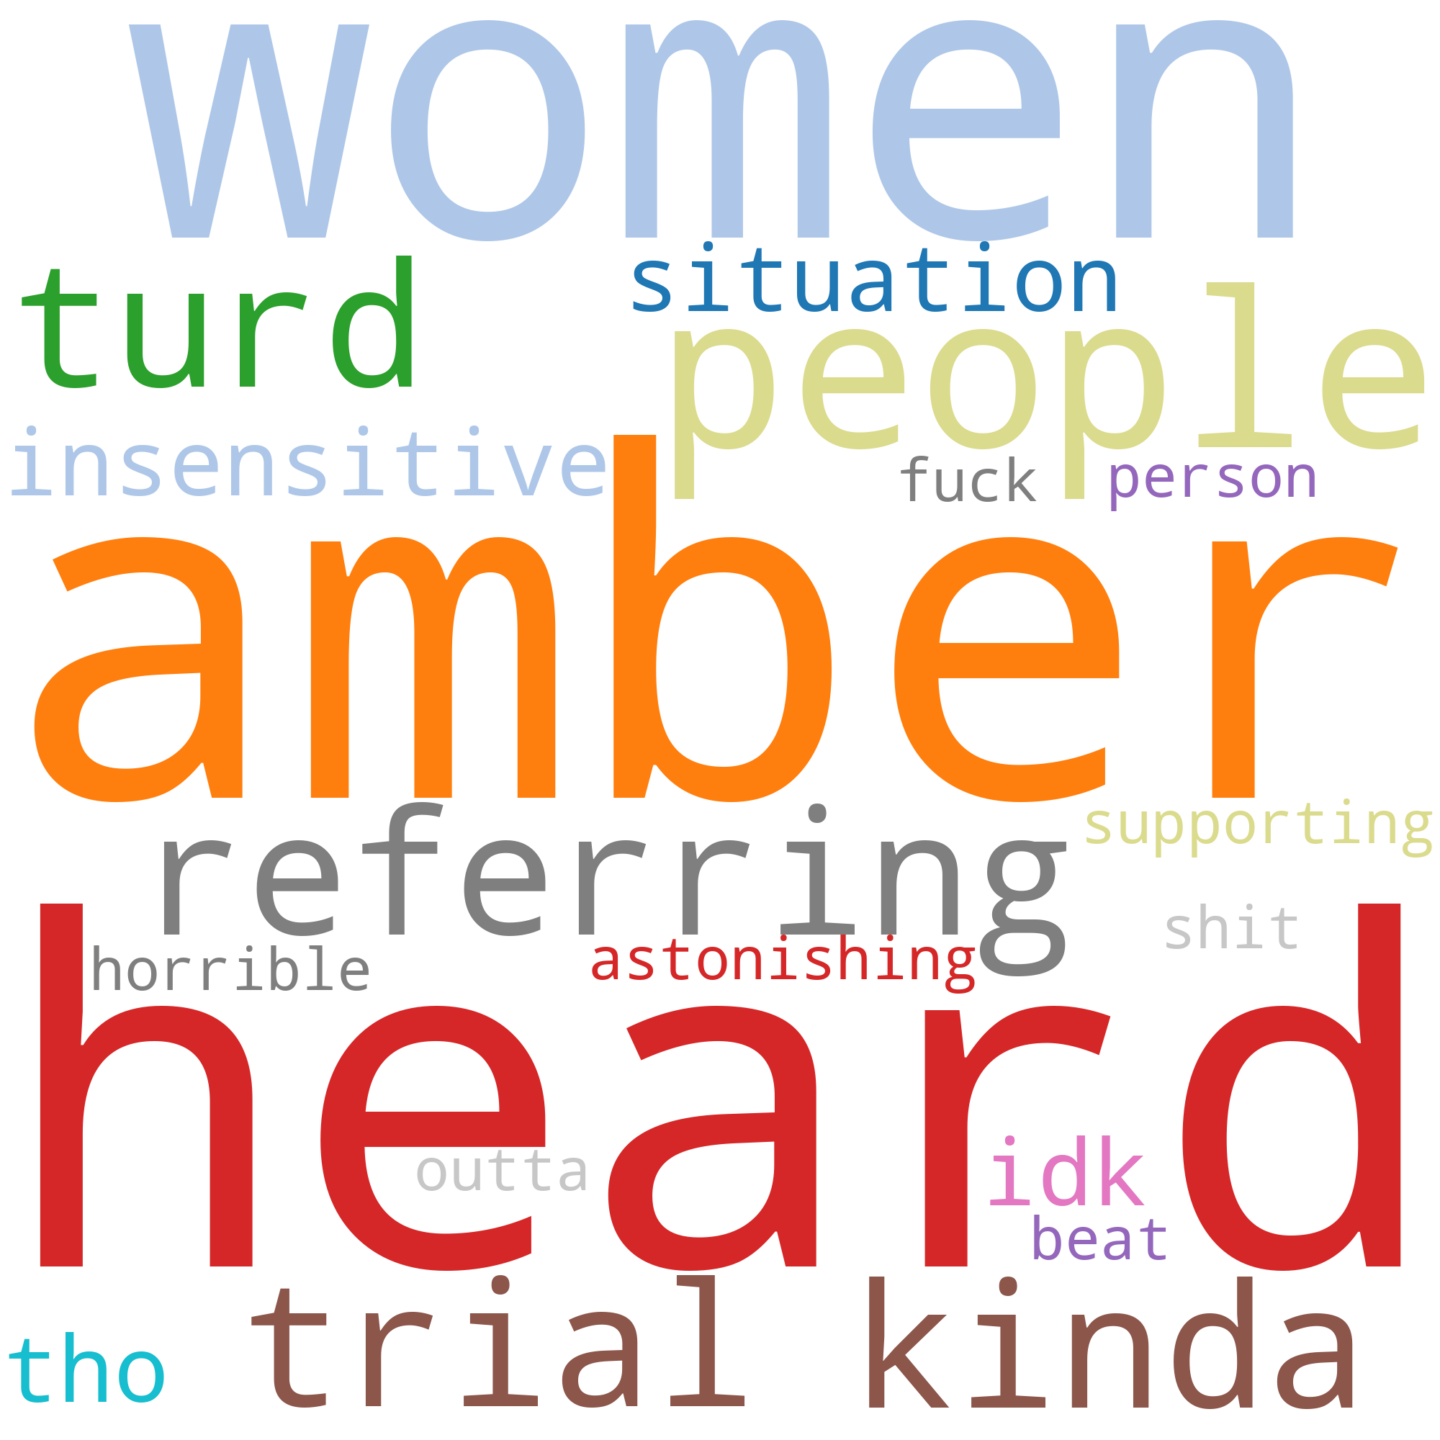 women
turd situation
people
insensitive
fuck person
amber
supporting
referring
shit
horrible astonishing
heard
outta idk
beat
trial kinda
tho